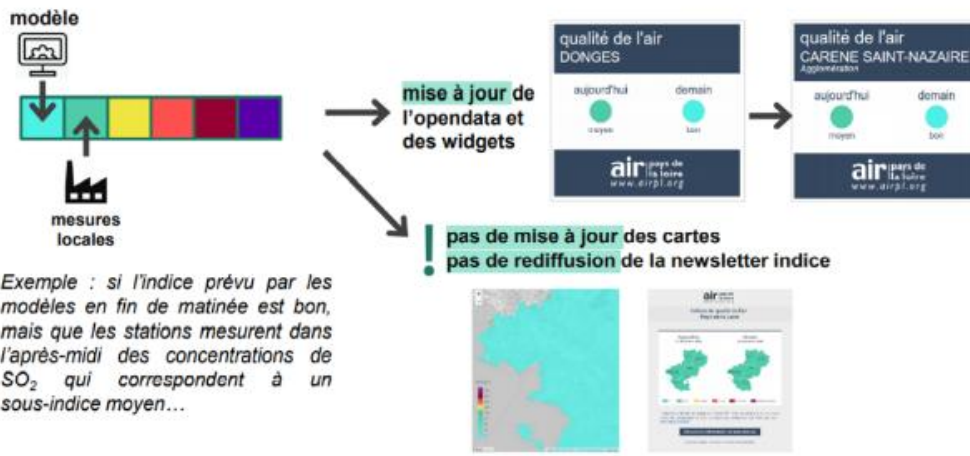 modèle
mesures
locales
Exemple : si l'indice prévu par les
modèles en fin de matinée est bon,
mais que les stations mesurent dans
l'après-midi des concentrations de
SO₂ qui correspondent à un
sous-indice moyen…
mise à jour de
l'opendata et
des widgets
qualité de l'air
DONGES
aujourd'hui demain
moyen bon
air pays de
la loire
www.airpl.org
qualité de l'air
CARENE SAINT-NAZAIRE
Agglomération
aujourd'hui demain
moyen bon
air pays de
la loire
www.airpl.org
! pas de mise à jour des cartes
pas de rediffusion de la newsletter indice
air